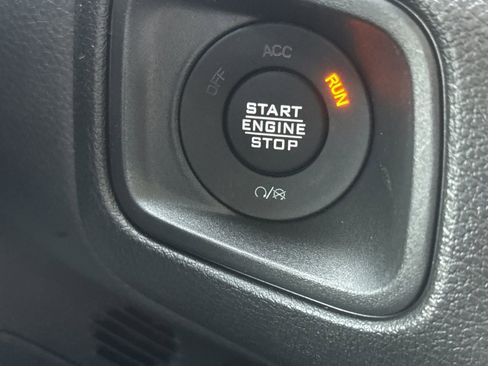 ACC
OFF
RUN
START
ENGINE
STOP